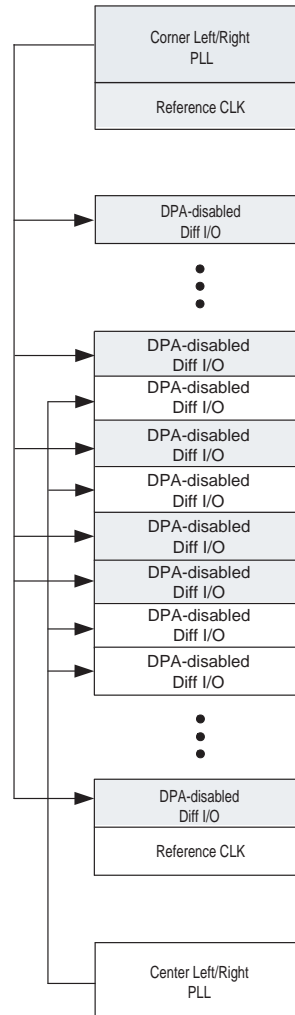 Corner Left/Right
PLL
Reference CLK
DPA-disabled
Diff I/O
DPA-disabled
Diff I/O
DPA-disabled
Diff I/O
DPA-disabled
Diff I/O
DPA-disabled
Diff I/O
DPA-disabled
Diff I/O
DPA-disabled
Diff I/O
DPA-disabled
Diff I/O
DPA-disabled
Diff I/O
DPA-disabled
Diff I/O
Reference CLK
Center Left/Right
PLL